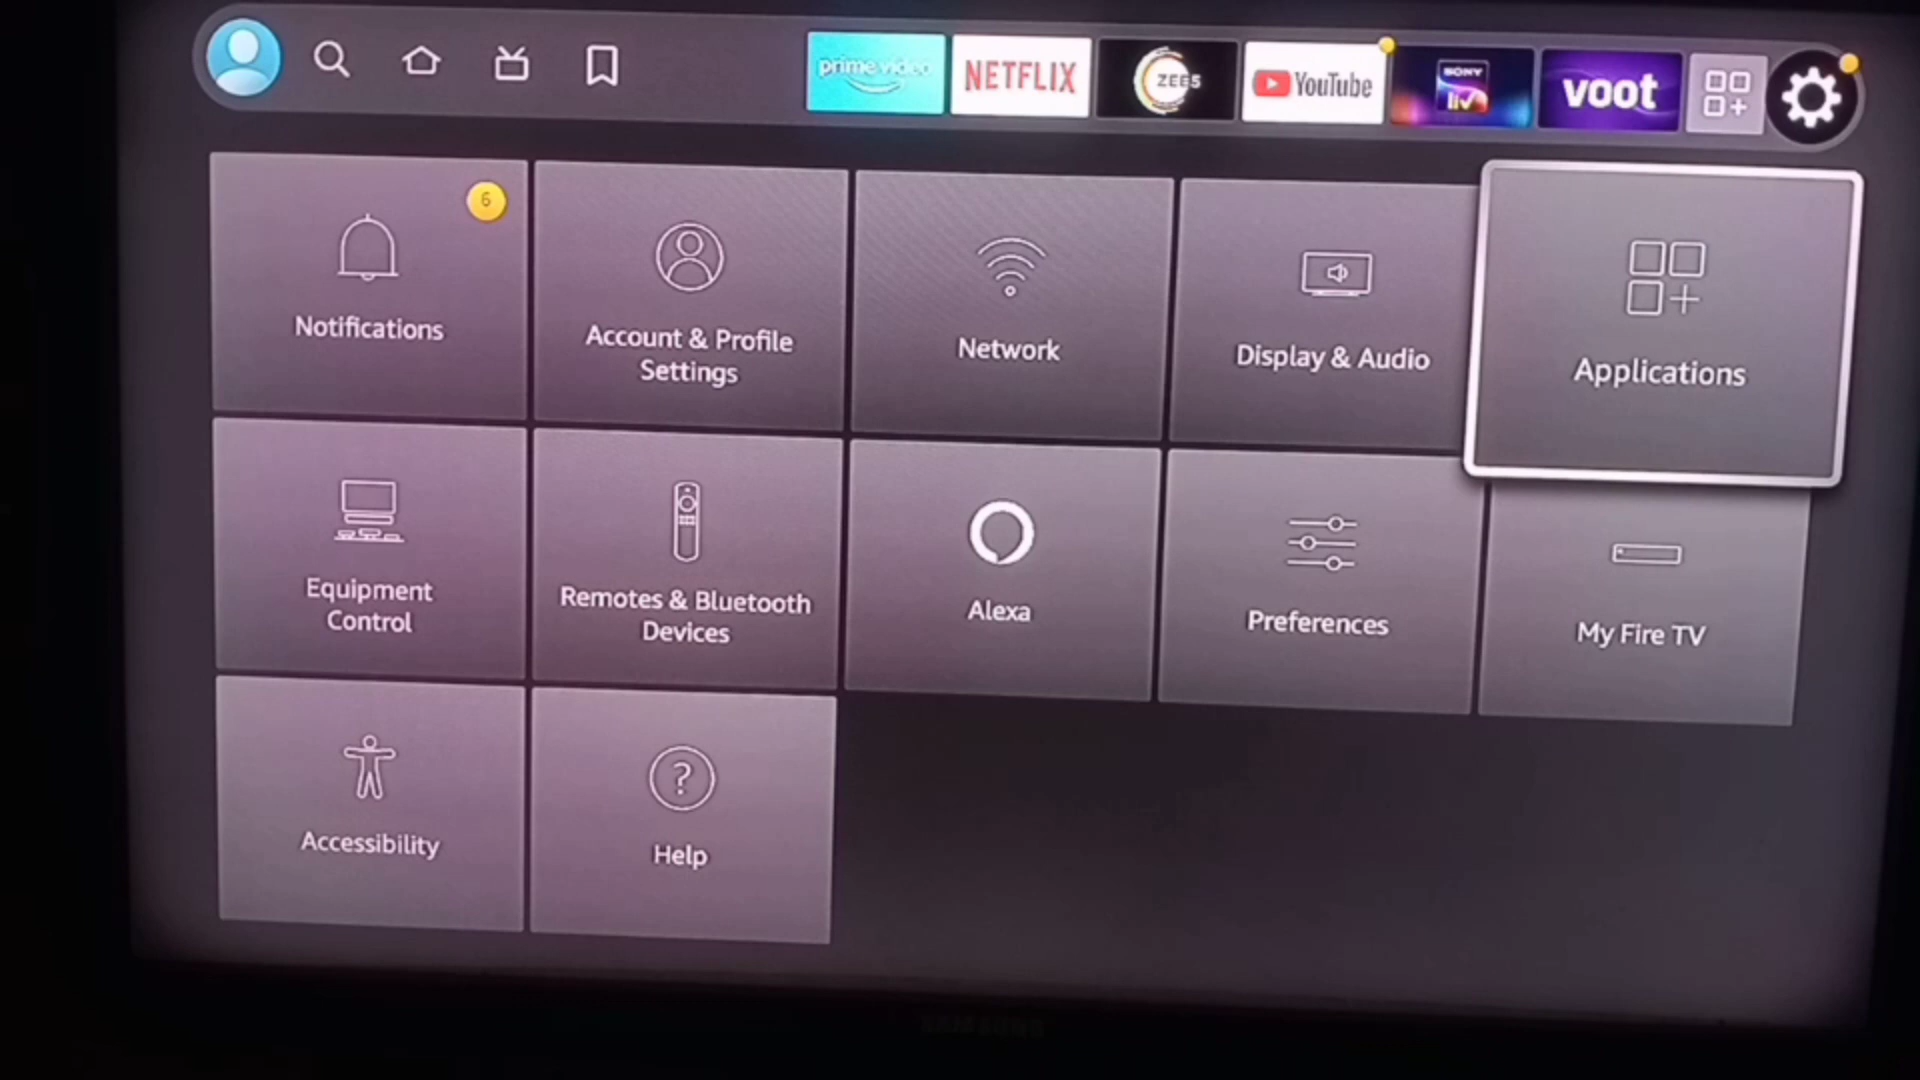 prime video
NETFLIX
ZEE5
YouTube
SONY
liv
voot
6
Notifications
Account & Profile
Settings
Network
Display & Audio
Applications
Equipment
Control
Remotes & Bluetooth
Devices
Alexa
Preferences
My Fire TV
Accessibility
Help
SAMSUNG